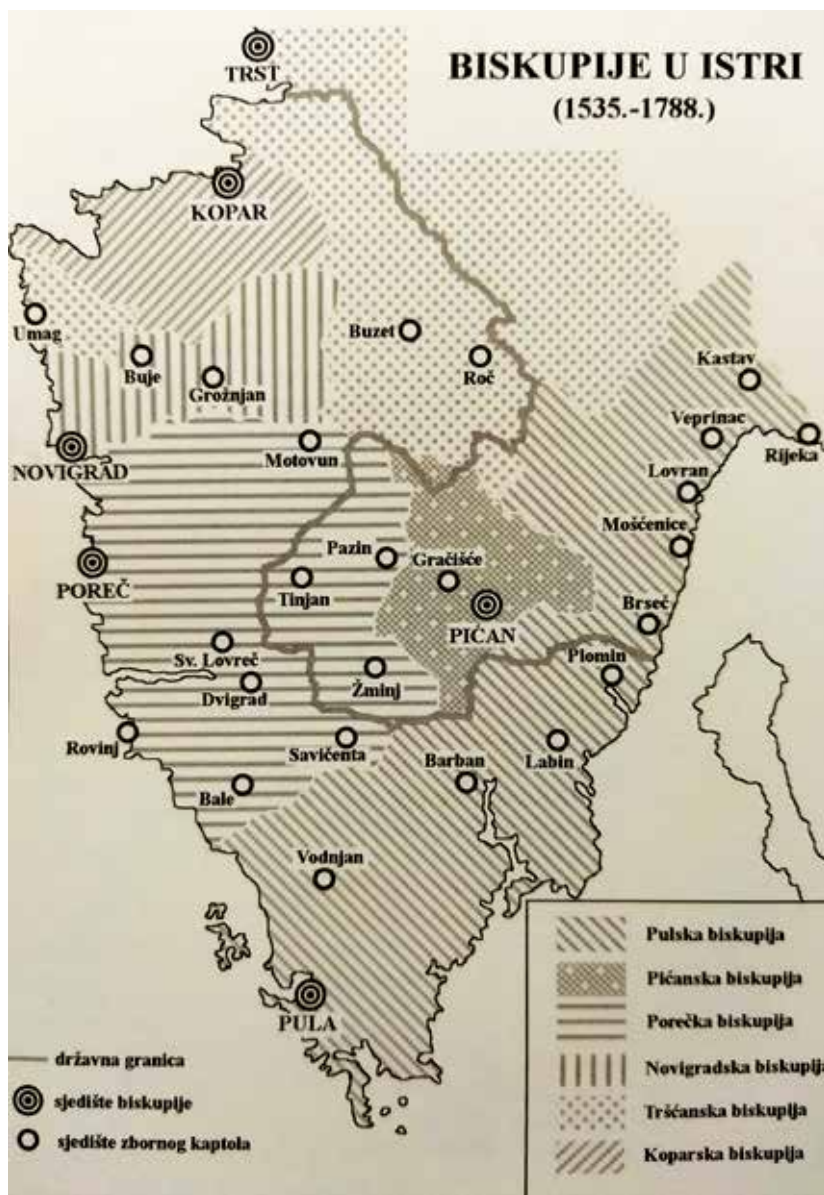 BISKUPIJE U ISTRI
(1535.-1788.)
TRST
KOPAR
Umag
Buje
Grožnjan
Buzet
Roč
Kastav
Veprinac
Rijeka
NOVIGRAD
Motovun
Lovran
Mošćenice
POREČ
Pazin
Tinjan
Gračišće
PIĆAN
Brseč
Sv. Lovreč
Dvigrad
Žminj
Plomin
Rovinj
Savičenta
Barban
Labin
Bale
Vodnjan
PULA
državna granica
sjedište biskupije
sjedište zbornog kaptola
Pulska biskupija
Pićanska biskupija
Porečka biskupija
Novigradska biskupija
Tršćanska biskupija
Koparska biskupija